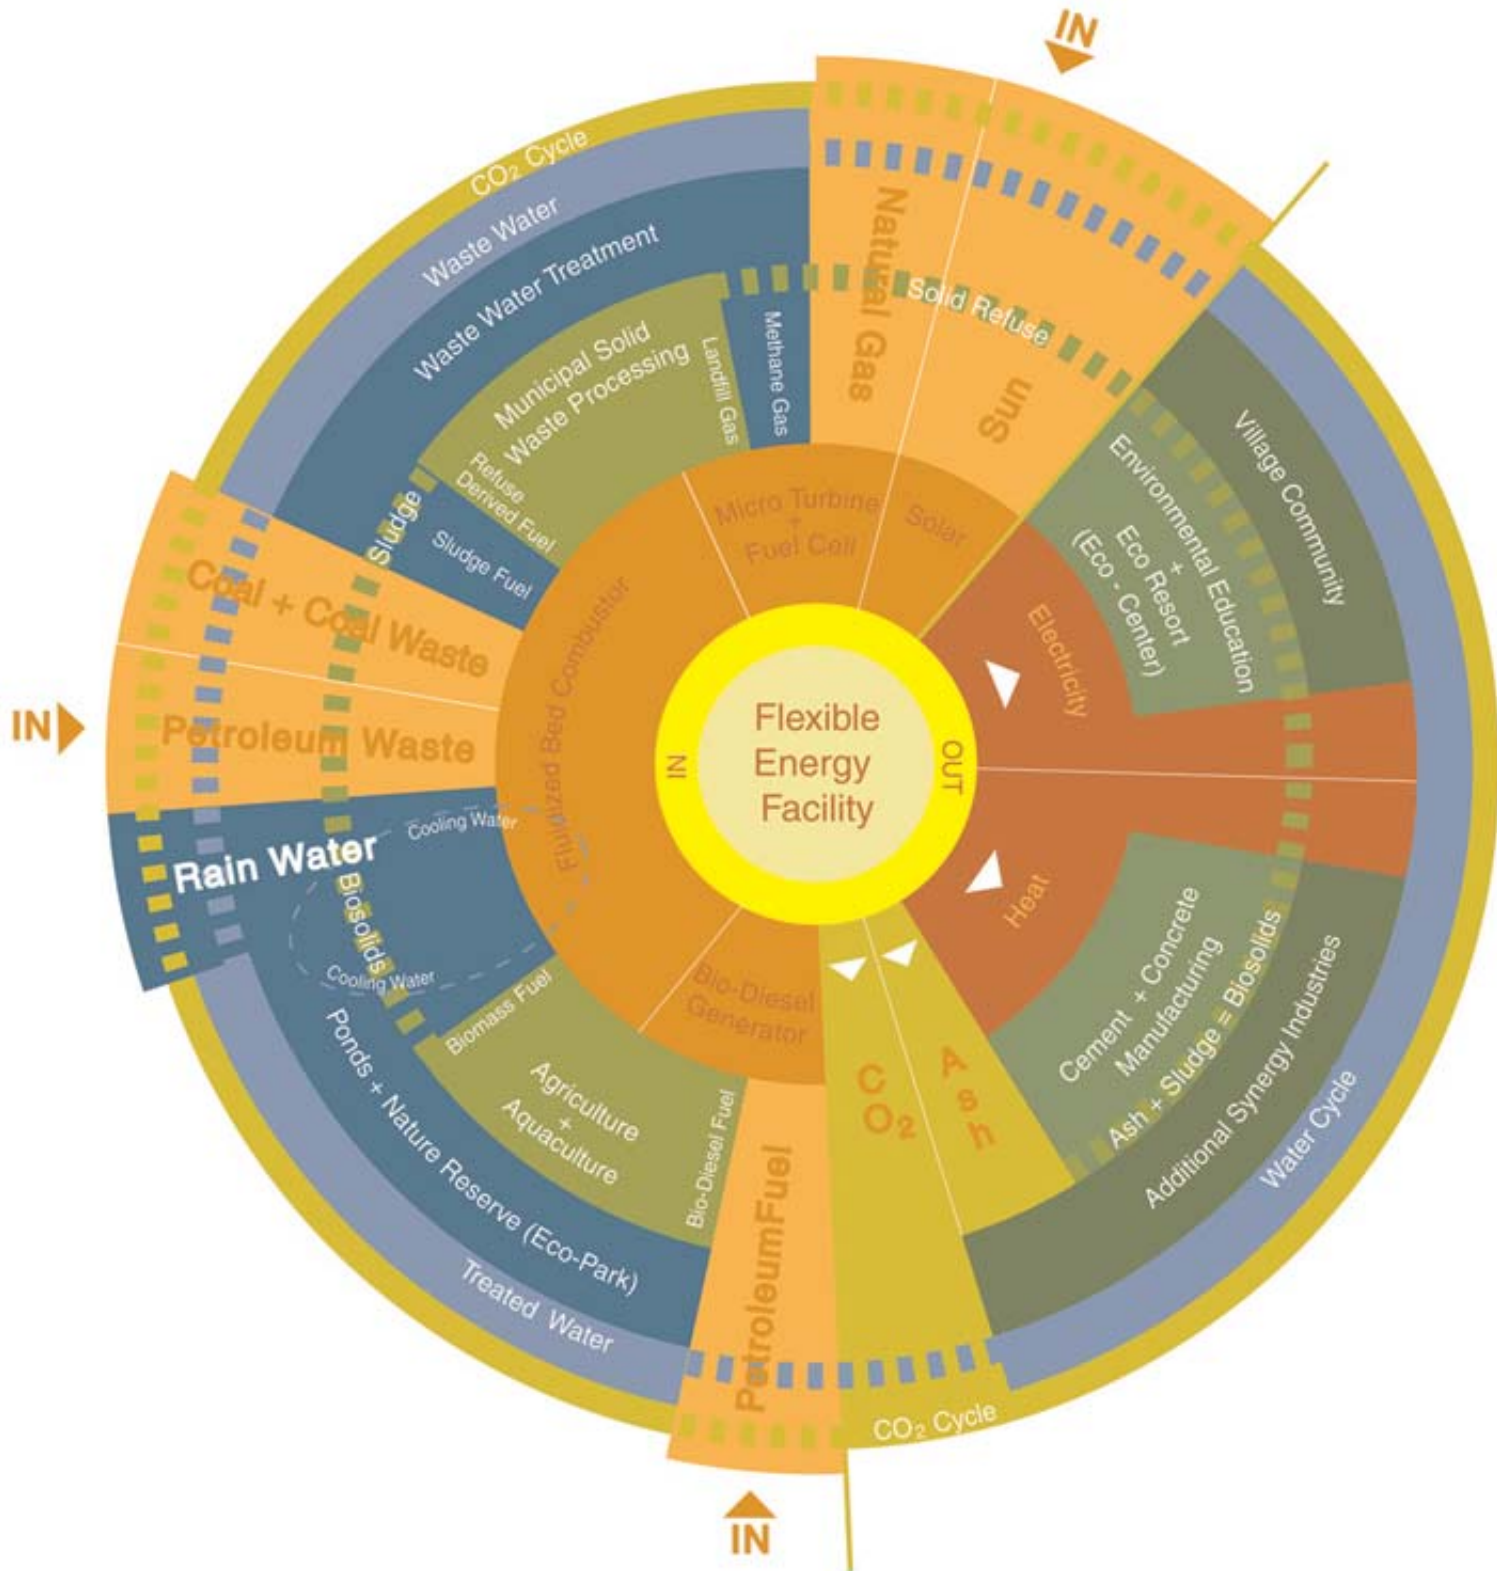 IN
CO₂ Cycle
Waste Water
Waste Water Treatment
Municipal Solid
Waste Processing
Landfill Gas
Methane Gas
Refuse
Derived Fuel
Sludge
Sludge Fuel
Natural Gas
Solid Refuse
Sun
Micro Turbine
+
Fuel Cell
Solar
Village Community
Environmental Education
+
Eco Resort
(Eco - Center)
Electricity
Coal + Coal Waste
Petroleum Waste
IN
Fluidized Bed Combustor
IN
Flexible
Energy
Facility
OUT
Rain Water
Cooling Water
Biosolids
Cooling Water
Heat
Cement + Concrete
Manufacturing
Ash + Sludge = Biosolids
Additional Synergy Industries
Water Cycle
Bio-Diesel
Generator
Biomass Fuel
Agriculture
+
Aquaculture
Bio-Diesel Fuel
Ponds + Nature Reserve (Eco-Park)
Treated Water
PetroleumFuel
CO2
Ash
CO₂ Cycle
IN